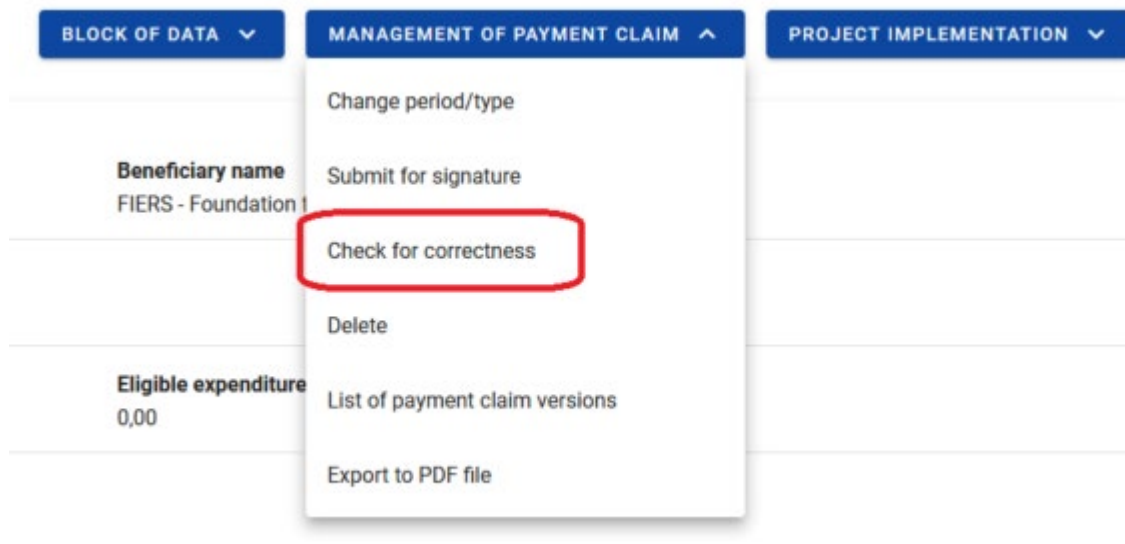 BLOCK OF DATA
MANAGEMENT OF PAYMENT CLAIM
PROJECT IMPLEMENTATION
Change period/type
Beneficiary name
Submit for signature
FIERS - Foundation
Check for correctness
Delete
Eligible expenditure
List of payment claim versions
0,00
Export to PDF file